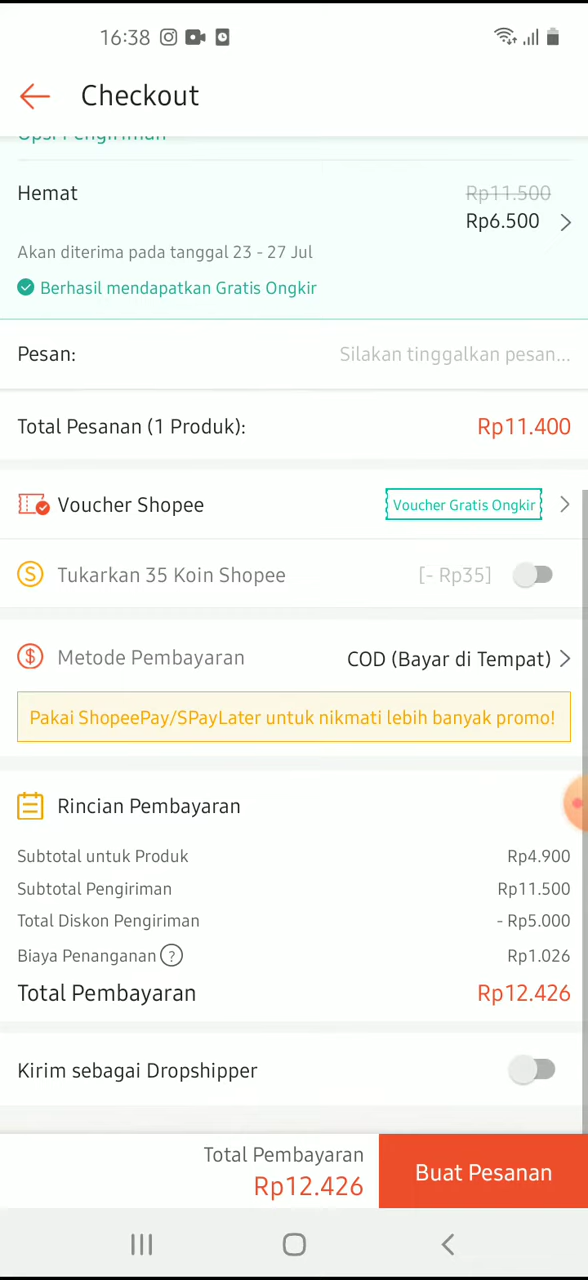 16:38
Checkout
Opsi Pengiriman
Hemat
Rp11.500
Rp6.500
Akan diterima pada tanggal 23 - 27 Jul
Berhasil mendapatkan Gratis Ongkir
Pesan:
Silakan tinggalkan pesan...
Total Pesanan (1 Produk):
Rp11.400
Voucher Shopee
Voucher Gratis Ongkir
Tukarkan 35 Koin Shopee
[- Rp35]
Metode Pembayaran
COD (Bayar di Tempat)
Pakai ShopeePay/SPayLater untuk nikmati lebih banyak promo!
Rincian Pembayaran
Subtotal untuk Produk
Rp4.900
Subtotal Pengiriman
Rp11.500
Total Diskon Pengiriman
- Rp5.000
Biaya Penanganan ?
Rp1.026
Total Pembayaran
Rp12.426
Kirim sebagai Dropshipper
Total Pembayaran
Rp12.426
Buat Pesanan